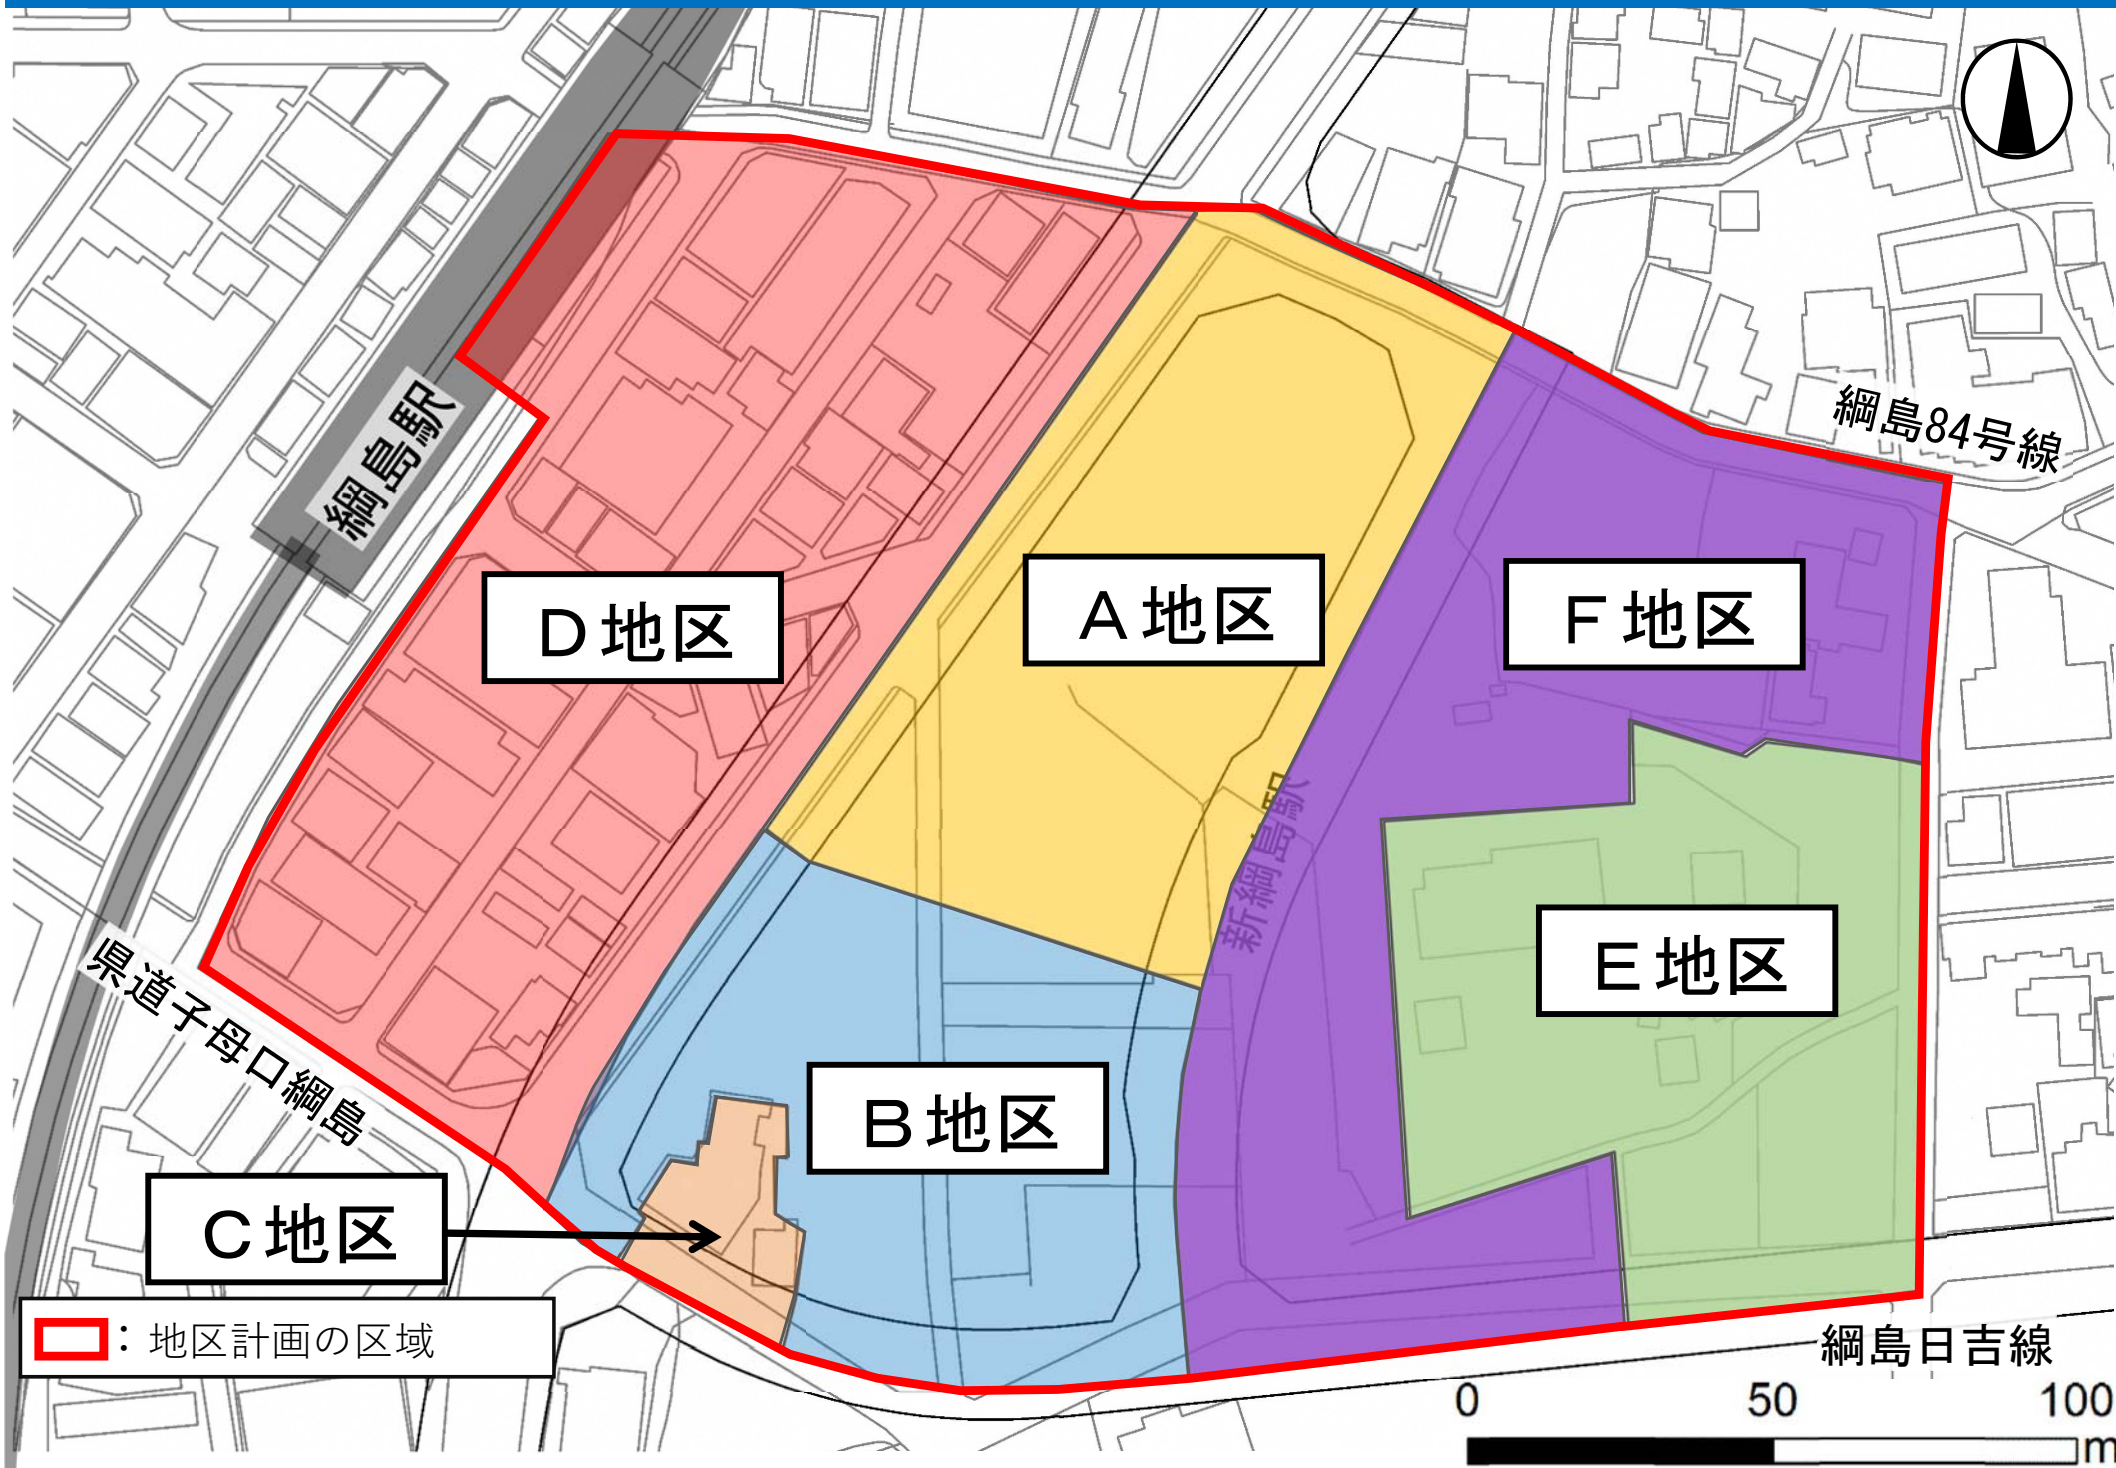 綱島84号線
綱島駅
D地区
A地区
F地区
新綱島駅
E地区
県道子母口綱島
B地区
C地区
：地区計画の区域
綱島日吉線
0 50 100
m